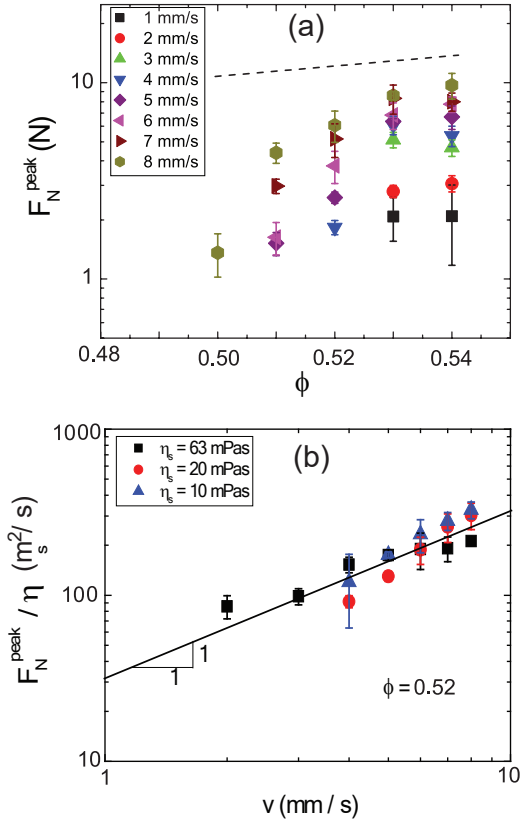 (a)
1 mm/s
2 mm/s
3 mm/s
4 mm/s
5 mm/s
6 mm/s
7 mm/s
8 mm/s
10
1
F_N^peak (N)
0.48 0.50 0.52 0.54
ϕ
(b)
η_s = 63 mPas
η_s = 20 mPas
η_s = 10 mPas
1000
100
10
F_N^peak / η_s (m²/ s)
1
1
ϕ = 0.52
1 10
v (mm / s)